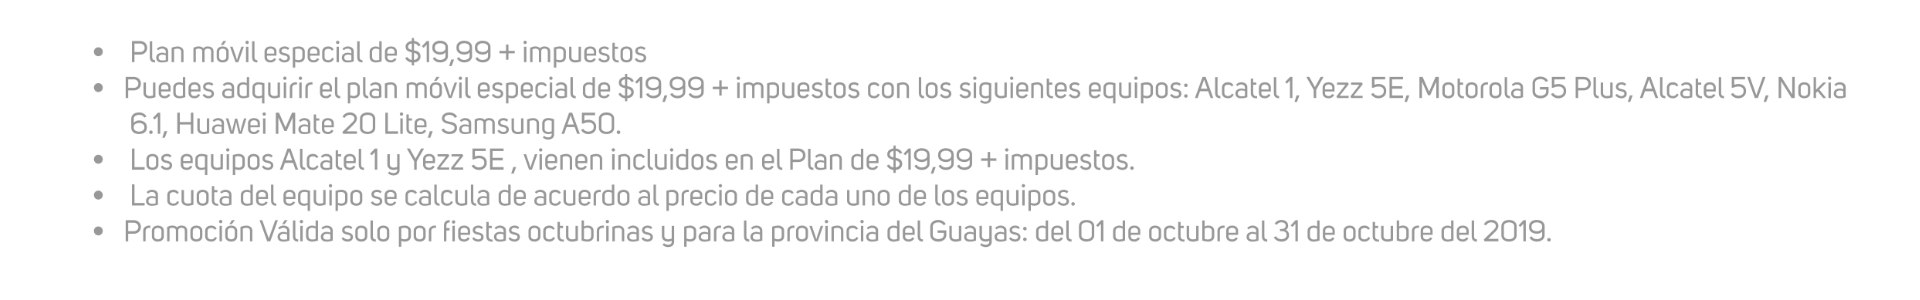 • Plan móvil especial de $19,99 + impuestos
• Puedes adquirir el plan móvil especial de $19,99 + impuestos con los siguientes equipos: Alcatel 1, Yezz 5E, Motorola G5 Plus, Alcatel 5V, Nokia
6.1, Huawei Mate 20 Lite, Samsung A50.
• Los equipos Alcatel 1 y Yezz 5E , vienen incluidos en el Plan de $19,99 + impuestos.
• La cuota del equipo se calcula de acuerdo al precio de cada uno de los equipos.
• Promoción Válida solo por fiestas octubrinas y para la provincia del Guayas: del 01 de octubre al 31 de octubre del 2019.